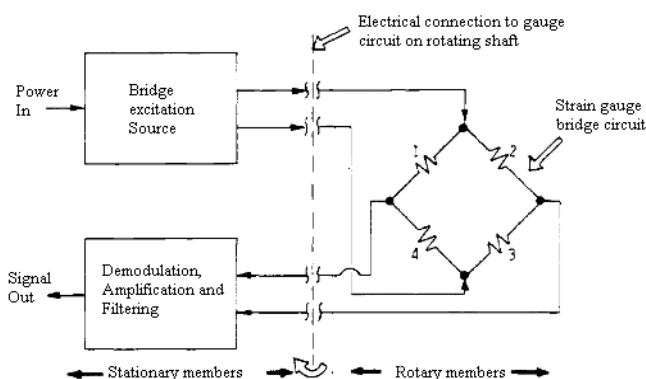 Electrical connection to gauge
circuit on rotating shaft
Power
In
Bridge
excitation
Source
Strain gauge
bridge circuit
1
2
4
3
Demodulation,
Amplification and
Filtering
Signal
Out
Stationary members
Rotary members